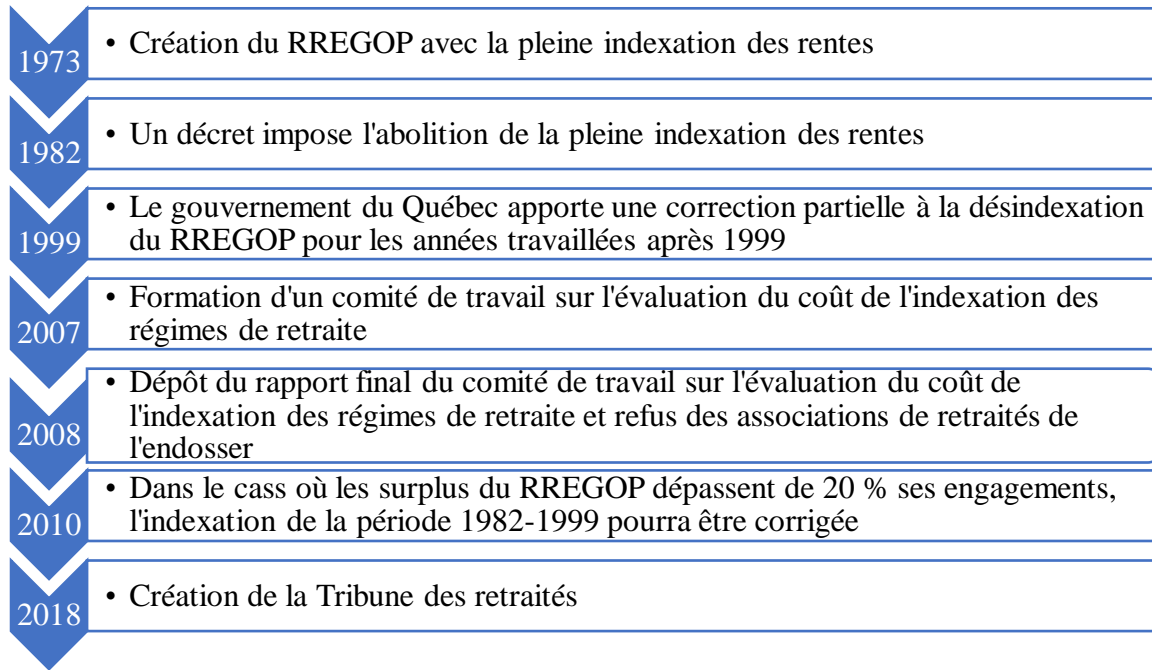 1973
• Création du RREGOP avec la pleine indexation des rentes
1982
• Un décret impose l'abolition de la pleine indexation des rentes
1999
• Le gouvernement du Québec apporte une correction partielle à la désindexation
du RREGOP pour les années travaillées après 1999
2007
• Formation d'un comité de travail sur l'évaluation du coût de l'indexation des
régimes de retraite
2008
• Dépôt du rapport final du comité de travail sur l'évaluation du coût de
l'indexation des régimes de retraite et refus des associations de retraités de
l'endosser
2010
• Dans le cass où les surplus du RREGOP dépassent de 20 % ses engagements,
l'indexation de la période 1982-1999 pourra être corrigée
2018
• Création de la Tribune des retraités